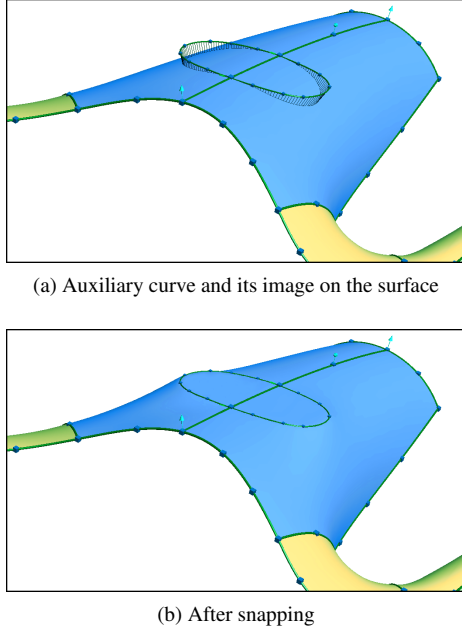 (a) Auxiliary curve and its image on the surface
(b) After snapping